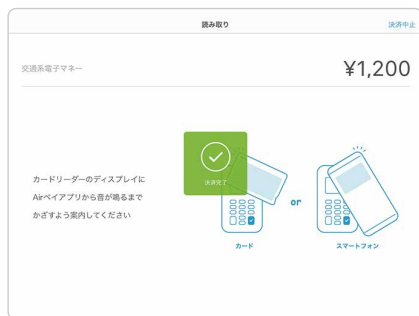 読み取り
決済中止
交通系電子マネー
¥1,200
決済完了
カードリーダーのディスプレイに
Airペイアプリから音が鳴るまで
かざすよう案内してください
or
カード
スマートフォン